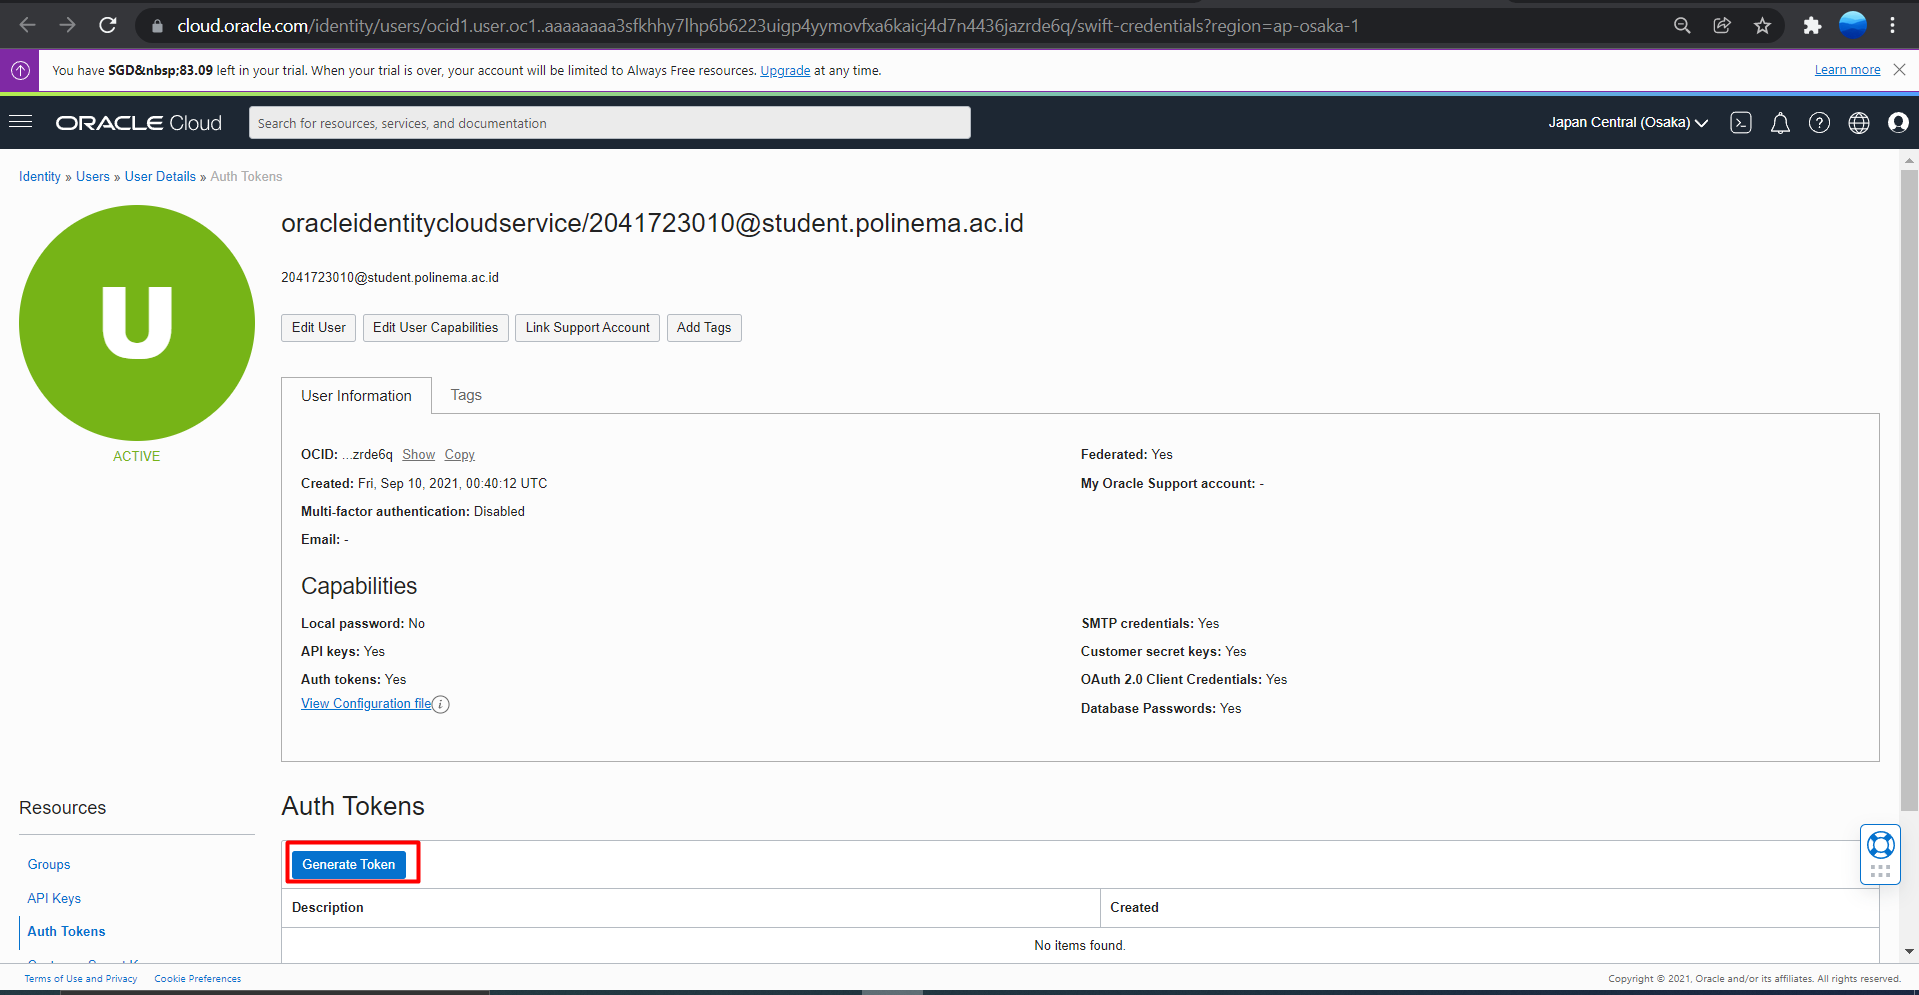 cloud.oracle.com/identity/users/ocid1.user.oc1..aaaaaaaa3sfkhhy7lhp6b6223uigp4yymovfxa6kaicj4d7n4436jazrde6q/swift-credentials?region=ap-osaka-1
You have SGD&nbsp;83.09 left in your trial. When your trial is over, your account will be limited to Always Free resources. Upgrade at any time.
Learn more
ORACLE Cloud
Search for resources, services, and documentation
Japan Central (Osaka)
Identity » Users » User Details » Auth Tokens
U
ACTIVE
oracleidentitycloudservice/2041723010@student.polinema.ac.id
2041723010@student.polinema.ac.id
Edit User
Edit User Capabilities
Link Support Account
Add Tags
User Information
Tags
OCID: ...zrde6q Show Copy
Created: Fri, Sep 10, 2021, 00:40:12 UTC
Multi-factor authentication: Disabled
Email: -
Federated: Yes
My Oracle Support account: -
Capabilities
Local password: No
API keys: Yes
Auth tokens: Yes
View Configuration file
SMTP credentials: Yes
Customer secret keys: Yes
OAuth 2.0 Client Credentials: Yes
Database Passwords: Yes
Resources
Groups
API Keys
Auth Tokens
Auth Tokens
Generate Token
Description
Created
No items found.
Terms of Use and Privacy
Cookie Preferences
Copyright © 2021, Oracle and/or its affiliates. All rights reserved.